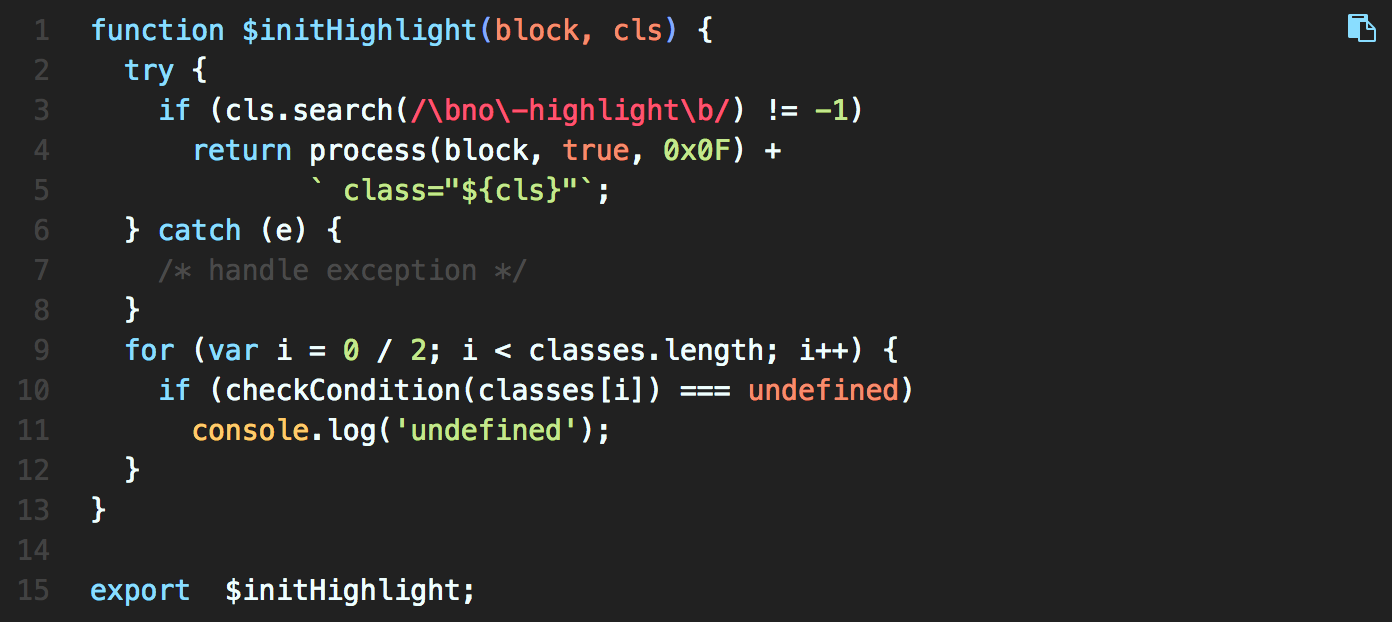 1 function $initHighlight(block, cls) {
2   try {
3     if (cls.search(/\bno\-highlight\b/) != -1)
4       return process(block, true, 0x0F) +
5              ` class="${cls}"`;
6   } catch (e) {
7     /* handle exception */
8   }
9   for (var i = 0 / 2; i < classes.length; i++) {
10     if (checkCondition(classes[i]) === undefined)
11       console.log('undefined');
12   }
13 }
14
15 export  $initHighlight;